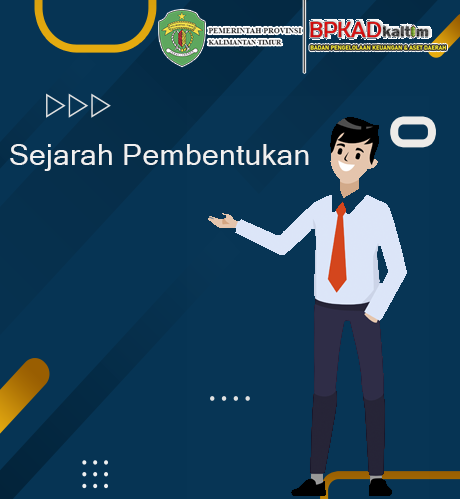 PEMERINTAH PROVINSI
KALIMANTAN TIMUR
BPKADkaltim
BADAN PENGELOLAAN KEUANGAN & ASET DAERAH
Sejarah Pembentukan